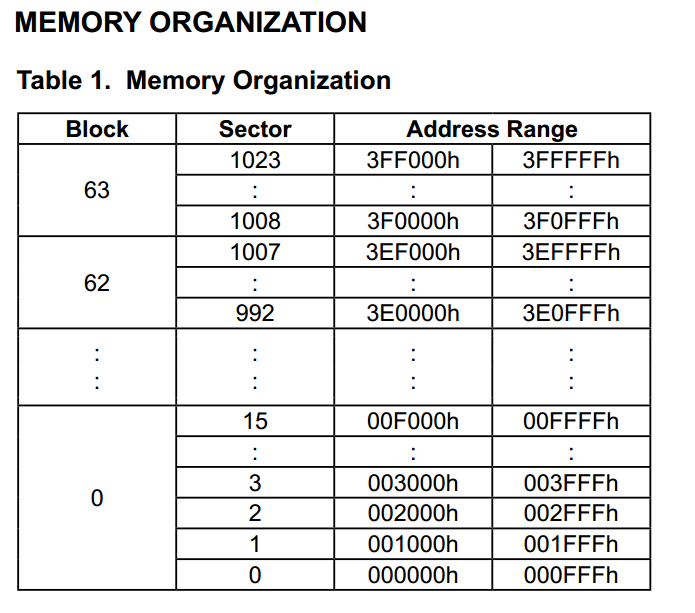 MEMORY ORGANIZATION
Table 1. Memory Organization
Block Sector Address Range
63
1023 3FF000h 3FFFFFh
: : :
1008 3F0000h 3F0FFFh
62
1007 3EF000h 3EFFFFh
: : :
992 3E0000h 3E0FFFh
: : : :
: : : :
0
15 00F000h 00FFFFh
: : :
3 003000h 003FFFh
2 002000h 002FFFh
1 001000h 001FFFh
0 000000h 000FFFh